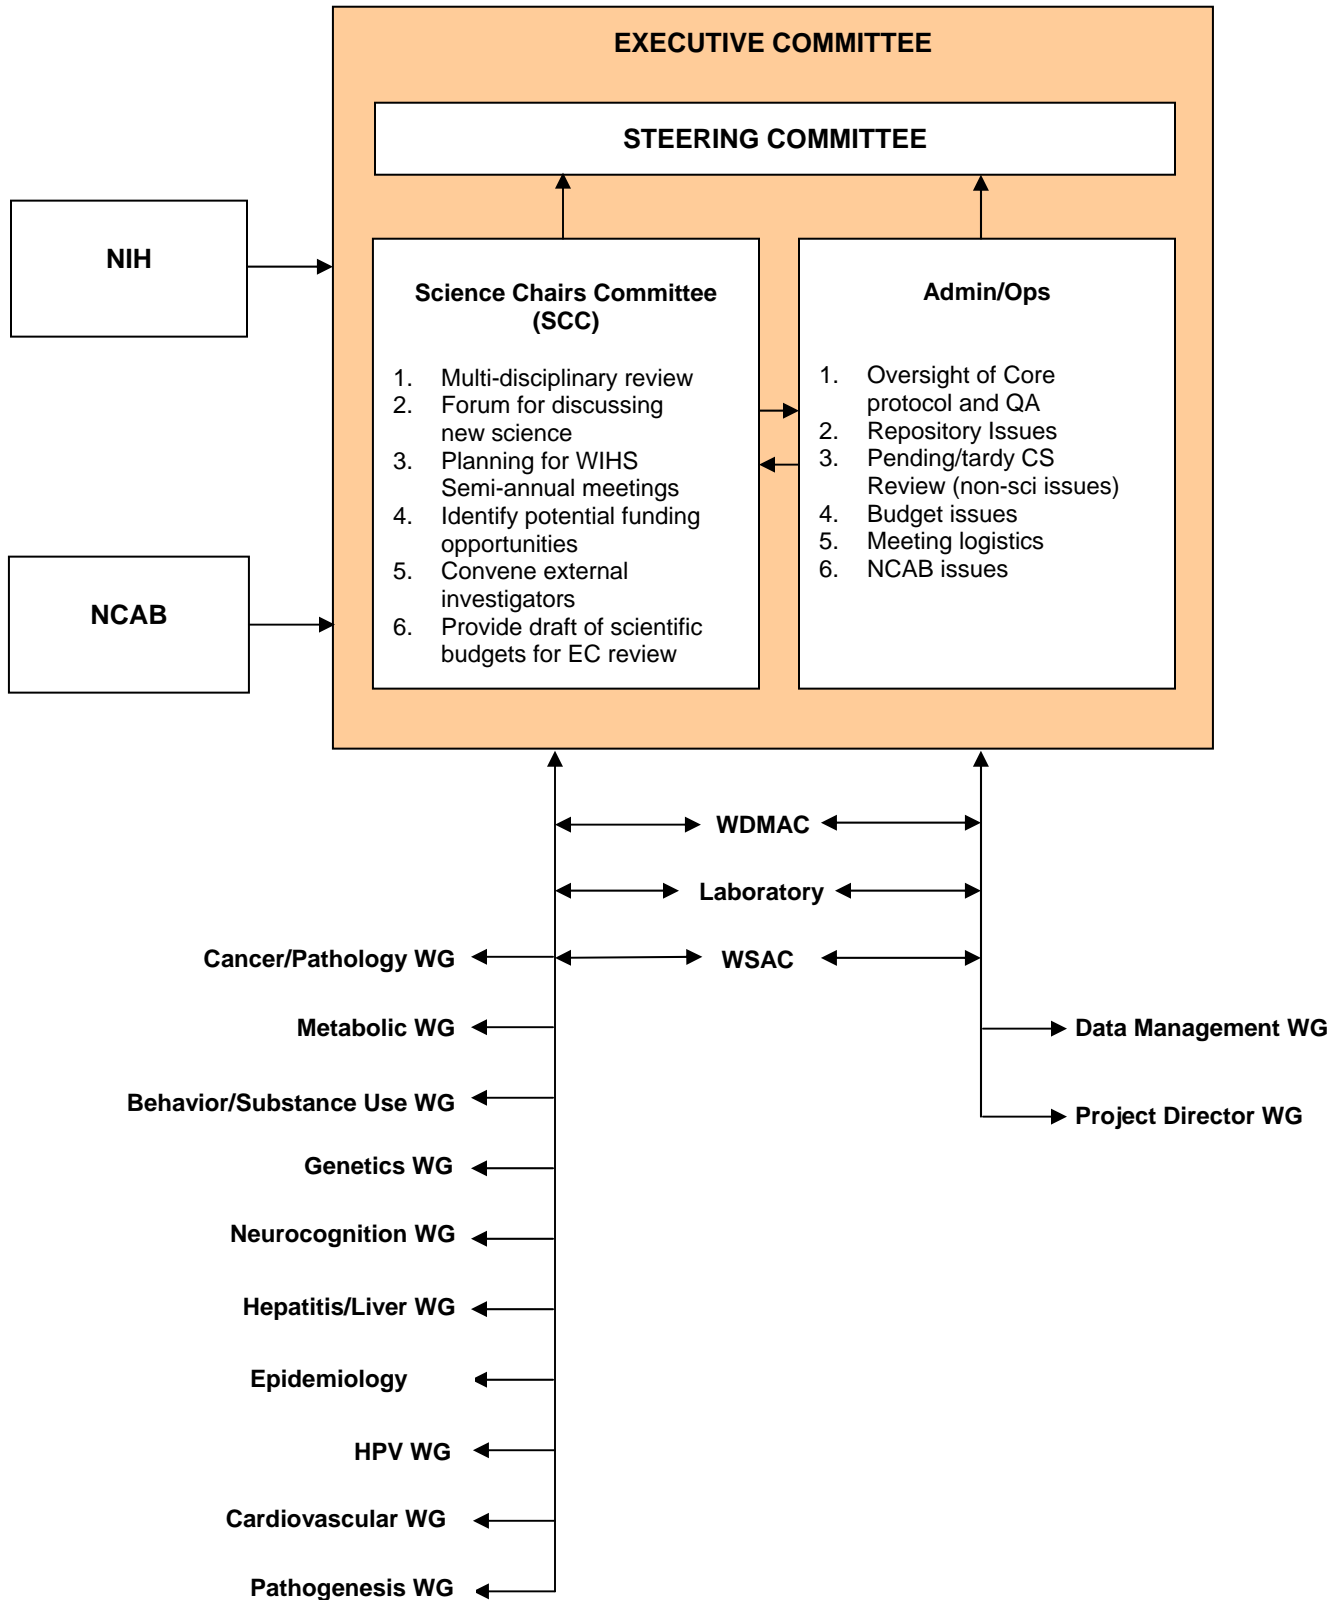 EXECUTIVE COMMITTEE
STEERING COMMITTEE
NIH
NCAB
Science Chairs Committee
(SCC)
1. Multi-disciplinary review
2. Forum for discussing
new science
3. Planning for WIHS
Semi-annual meetings
4. Identify potential funding
opportunities
5. Convene external
investigators
6. Provide draft of scientific
budgets for EC review
Admin/Ops
1. Oversight of Core
protocol and QA
2. Repository Issues
3. Pending/tardy CS
Review (non-sci issues)
4. Budget issues
5. Meeting logistics
6. NCAB issues
WDMAC
Laboratory
WSAC
Cancer/Pathology WG
Metabolic WG
Behavior/Substance Use WG
Genetics WG
Neurocognition WG
Hepatitis/Liver WG
Epidemiology
HPV WG
Cardiovascular WG
Pathogenesis WG
Data Management WG
Project Director WG